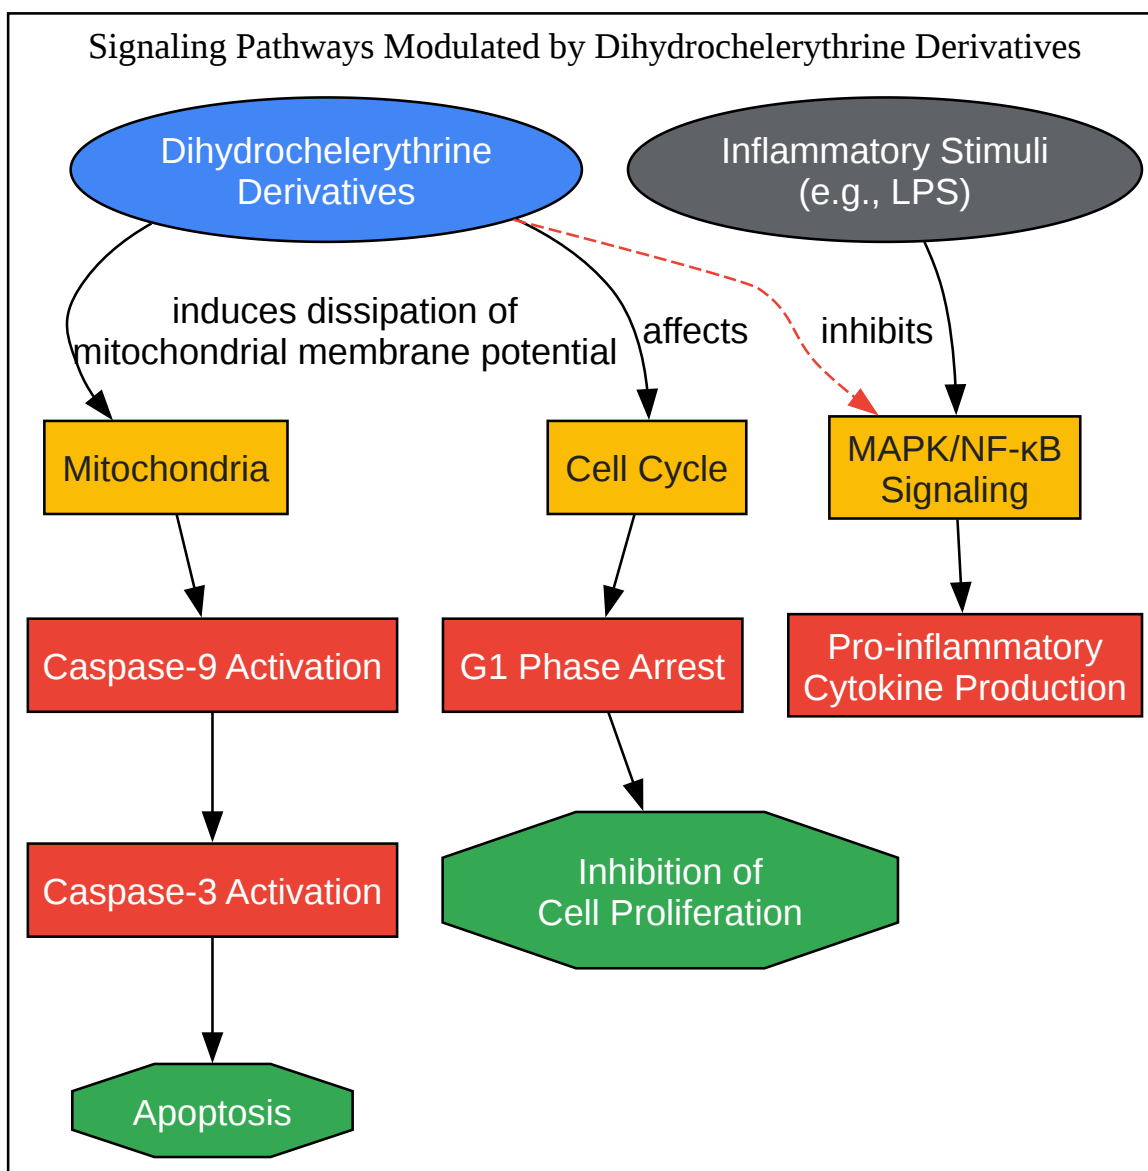 Signaling Pathways Modulated by Dihydrochelerythrine Derivatives
Dihydrochelerythrine
Derivatives
Inflammatory Stimuli
(e.g., LPS)
induces dissipation of
mitochondrial membrane potential
affects
inhibits
Mitochondria
Cell Cycle
MAPK/NF-κB
Signaling
Caspase-9 Activation
G1 Phase Arrest
Pro-inflammatory
Cytokine Production
Caspase-3 Activation
Inhibition of
Cell Proliferation
Apoptosis